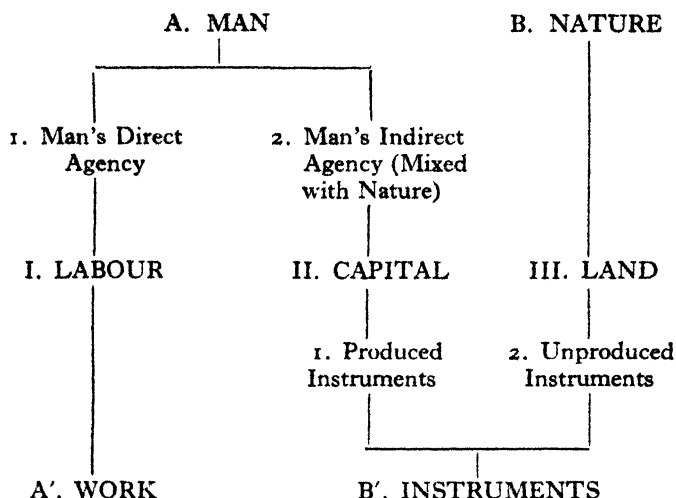 A. MAN B. NATURE
1. Man's Direct Agency
2. Man's Indirect Agency (Mixed with Nature)
I. LABOUR II. CAPITAL III. LAND
1. Produced Instruments
2. Unproduced Instruments
A′. WORK B′. INSTRUMENTS